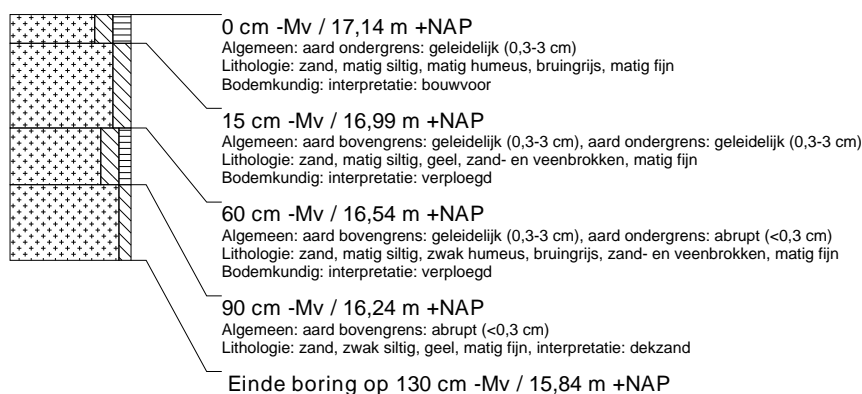 0 cm -Mv / 17,14 m +NAP
Algemeen: aard ondergrens: geleidelijk (0,3-3 cm)
Lithologie: zand, matig siltig, matig humeus, bruingrijs, matig fijn
Bodemkundig: interpretatie: bouwvoor
15 cm -Mv / 16,99 m +NAP
Algemeen: aard bovengrens: geleidelijk (0,3-3 cm), aard ondergrens: geleidelijk (0,3-3 cm)
Lithologie: zand, matig siltig, geel, zand- en veenbrokken, matig fijn
Bodemkundig: interpretatie: verploegd
60 cm -Mv / 16,54 m +NAP
Algemeen: aard bovengrens: geleidelijk (0,3-3 cm), aard ondergrens: abrupt (<0,3 cm)
Lithologie: zand, matig siltig, zwak humeus, bruingrijs, zand- en veenbrokken, matig fijn
Bodemkundig: interpretatie: verploegd
90 cm -Mv / 16,24 m +NAP
Algemeen: aard bovengrens: abrupt (<0,3 cm)
Lithologie: zand, zwak siltig, geel, matig fijn, interpretatie: dekzand
Einde boring op 130 cm -Mv / 15,84 m +NAP